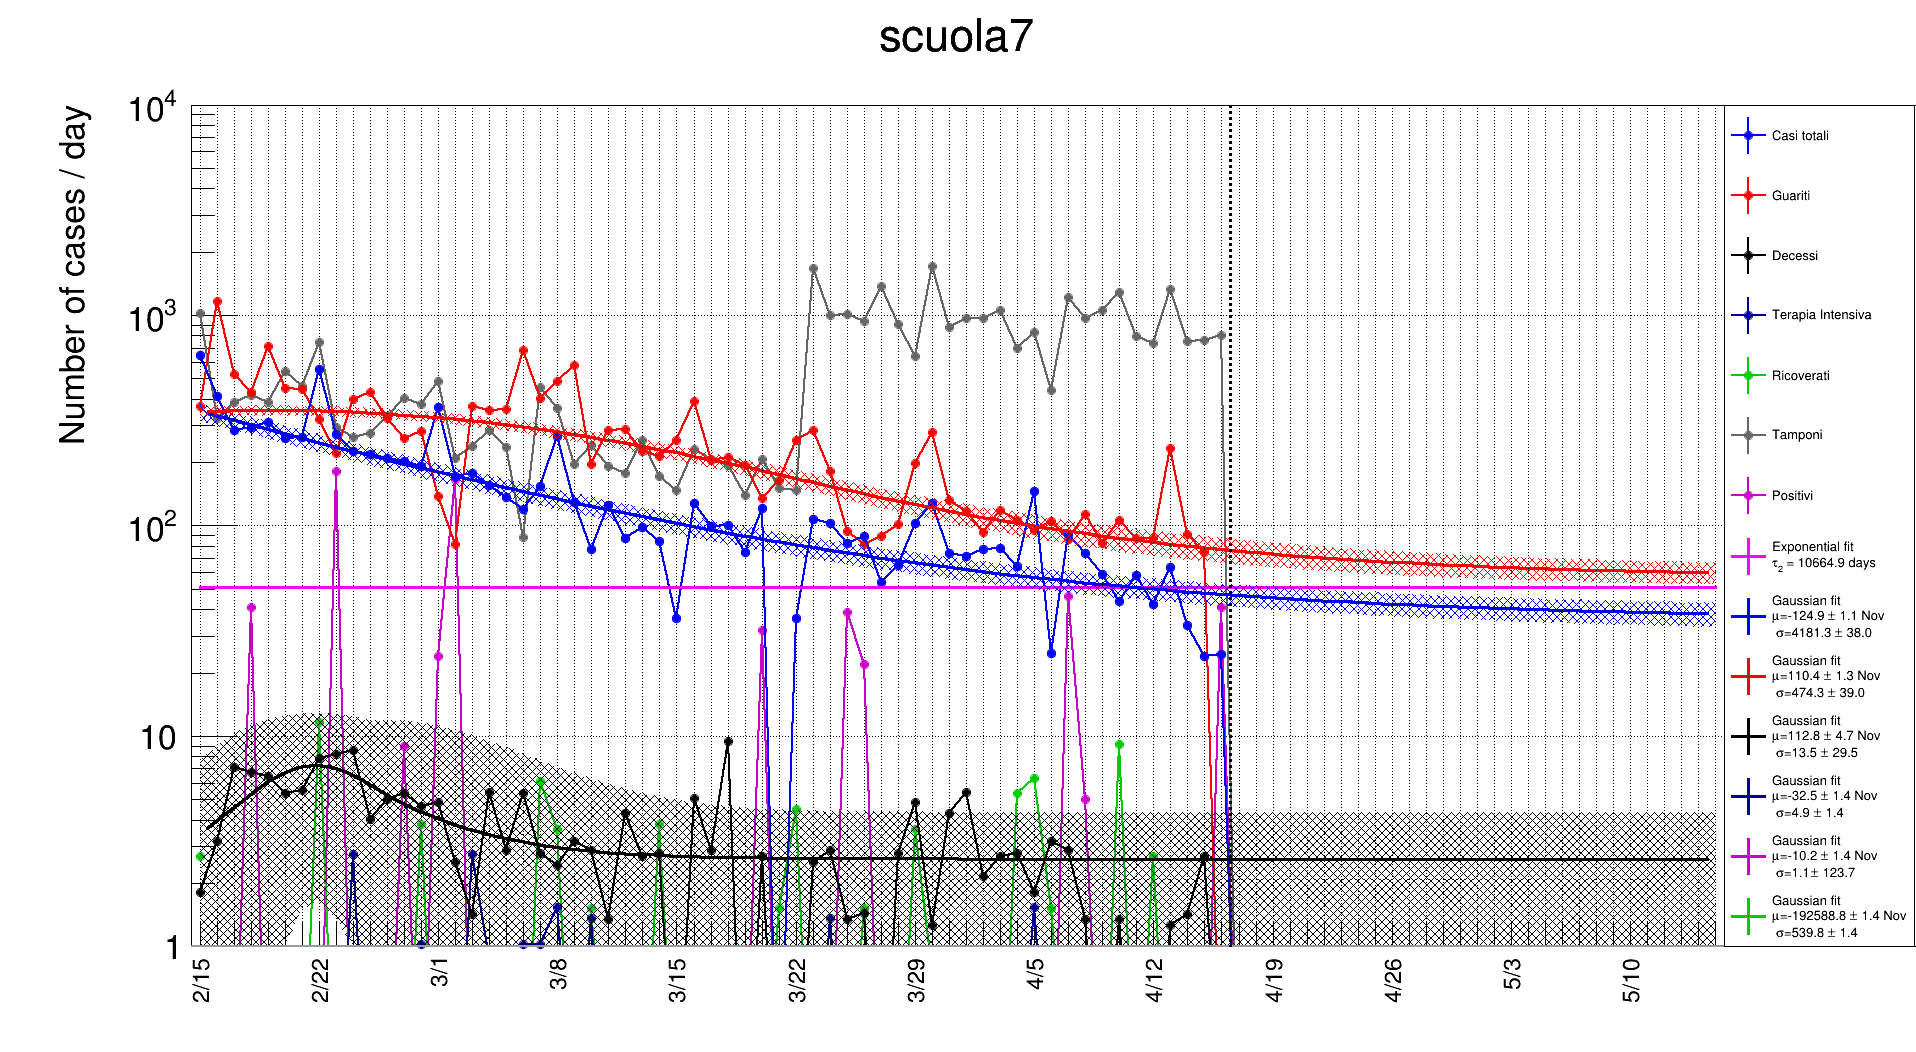 scuola7
Number of cases / day
10^4
10^3
10^2
10
1
2/15
2/22
3/1
3/8
3/15
3/22
3/29
4/5
4/12
4/19
4/26
5/3
5/10
Casi totali
Guariti
Decessi
Terapia Intensiva
Ricoverati
Tamponi
Positivi
Exponential fit
τ₂ = 10664.9 days
Gaussian fit
μ=-124.9 ± 1.1 Nov
σ=4181.3 ± 38.0
Gaussian fit
μ=110.4 ± 1.3 Nov
σ=474.3 ± 39.0
Gaussian fit
μ=112.8 ± 4.7 Nov
σ=13.5 ± 29.5
Gaussian fit
μ=-32.5 ± 1.4 Nov
σ=4.9 ± 1.4
Gaussian fit
μ=-10.2 ± 1.4 Nov
σ=1.1 ± 123.7
Gaussian fit
μ=-192588.8 ± 1.4 Nov
σ=539.8 ± 1.4